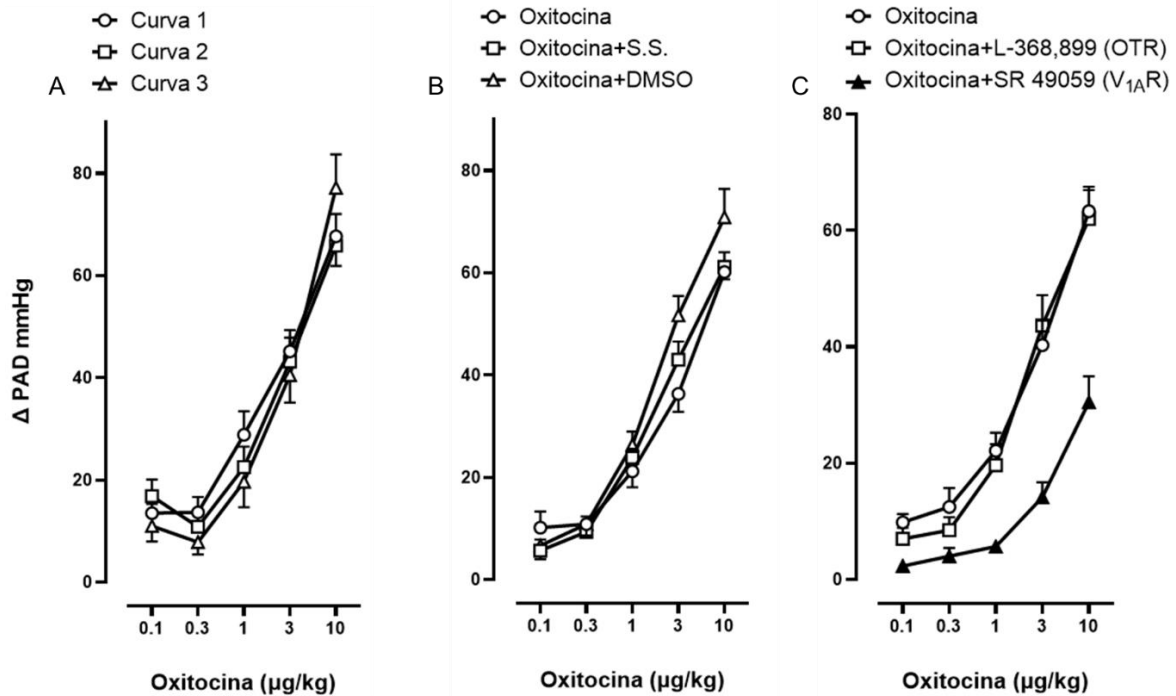 A
Curva 1
Curva 2
Curva 3
Δ PAD mmHg
80
60
40
20
0
0.1 0.3 1 3 10
Oxitocina (µg/kg)
B
Oxitocina
Oxitocina+S.S.
Oxitocina+DMSO
80
60
40
20
0
0.1 0.3 1 3 10
Oxitocina (µg/kg)
C
Oxitocina
Oxitocina+L-368,899 (OTR)
Oxitocina+SR 49059 (V1AR)
80
60
40
20
0
0.1 0.3 1 3 10
Oxitocina (µg/kg)